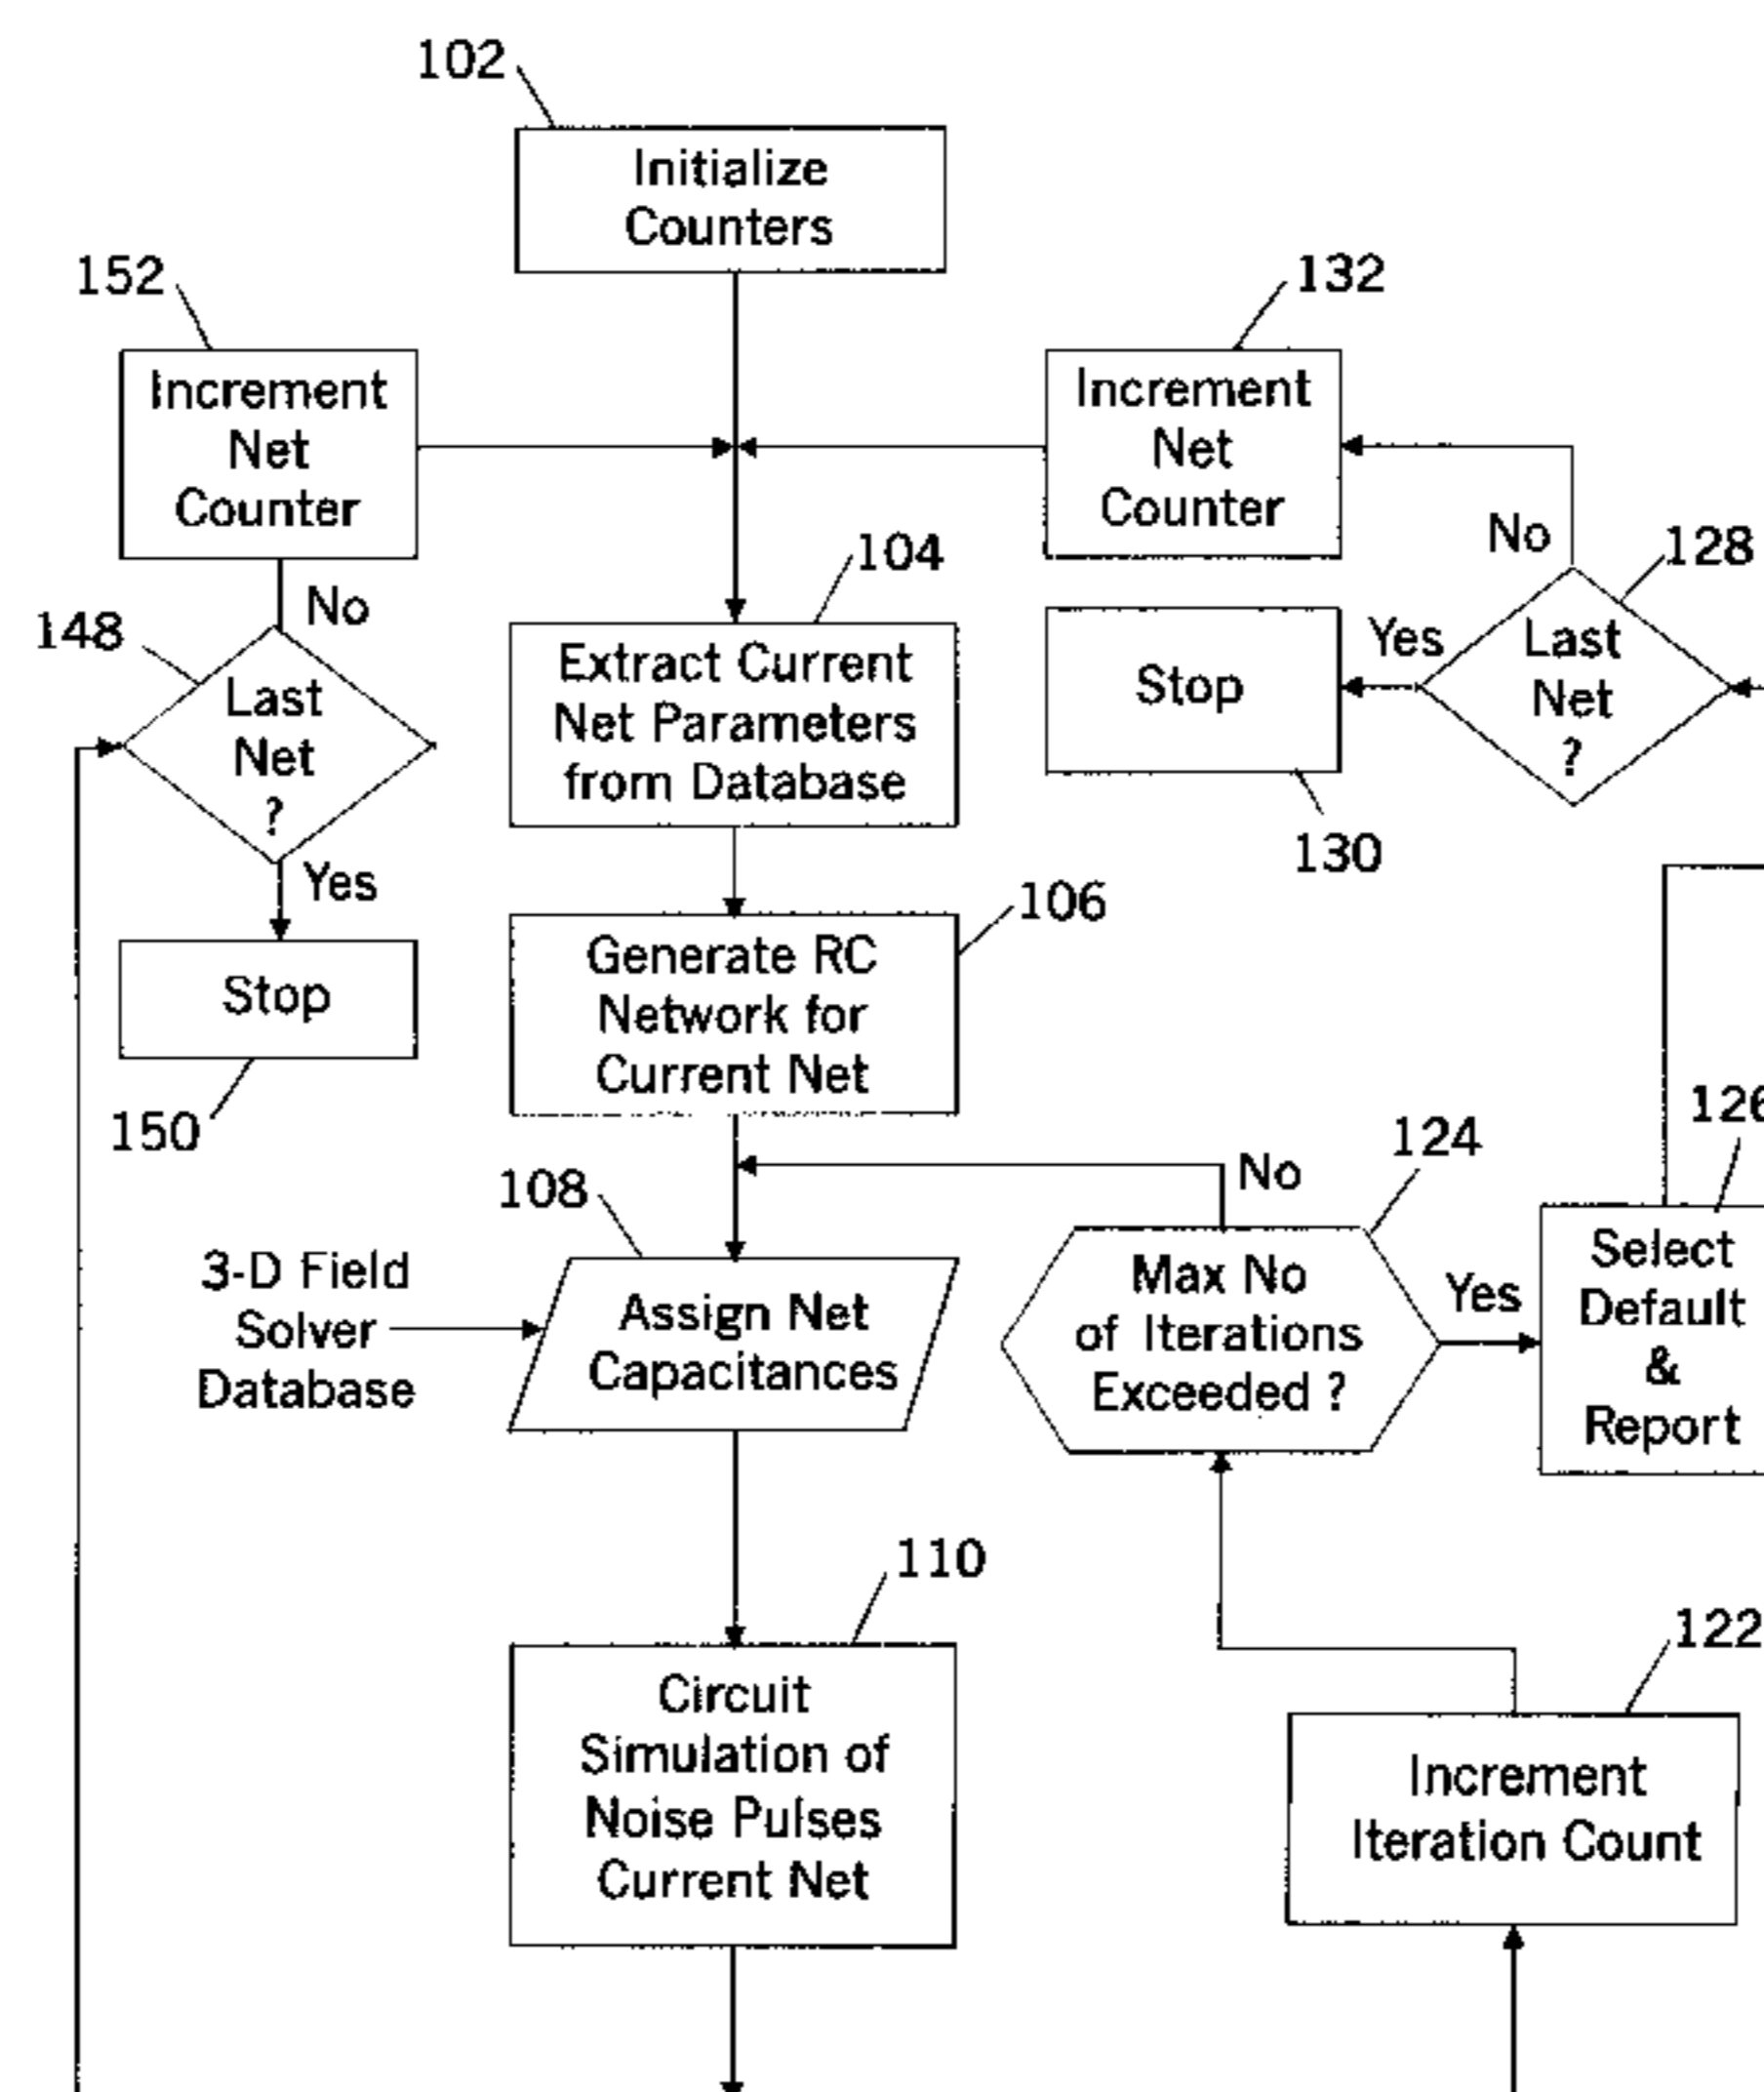 102
Initialize
Counters
152
Increment
Net
Counter
132
Increment
Net
Counter
No
128
Last
Net
?
Yes
Stop
130
104
Extract Current
Net Parameters
from Database
148
No
Last
Net
?
Yes
Stop
150
106
Generate RC
Network for
Current Net
108
3-D Field
Solver
Database
Assign Net
Capacitances
No
124
Max No
of Iterations
Exceeded ?
Yes
126
Select
Default
&
Report
110
Circuit
Simulation of
Noise Pulses
Current Net
122
Increment
Iteration Count